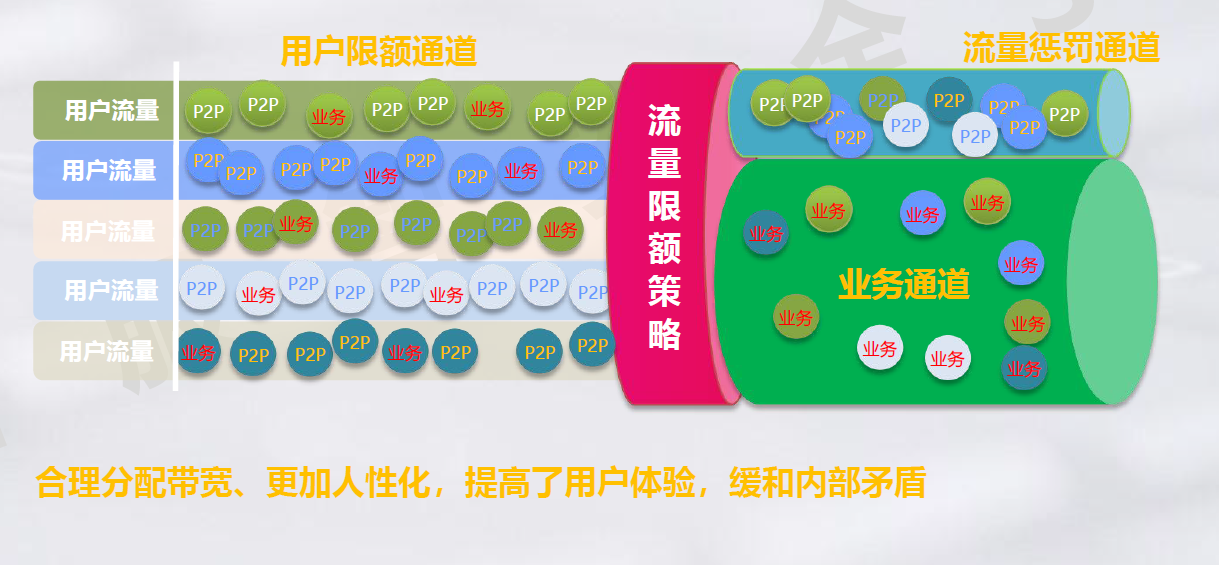 用户限额通道
流量惩罚通道
用户流量 P2P P2P 业务 P2P P2P 业务 P2P P2P
用户流量 P2P P2P P2P P2P 业务 P2P P2P 业务 P2P
用户流量 P2P P2P 业务 P2P P2P P2P P2P 业务
用户流量 P2P 业务 P2P P2P P2P 业务 P2P P2P P2P
用户流量 业务 P2P P2P P2P 业务 P2P P2P P2P
流量限额策略
P2P P2P P2P P2P P2P P2P P2P P2P P2P P2P P2P
业务 业务 业务 业务
业务
业务通道
业务 业务
业务 业务 业务
合理分配带宽、更加人性化，提高了用户体验，缓和内部矛盾